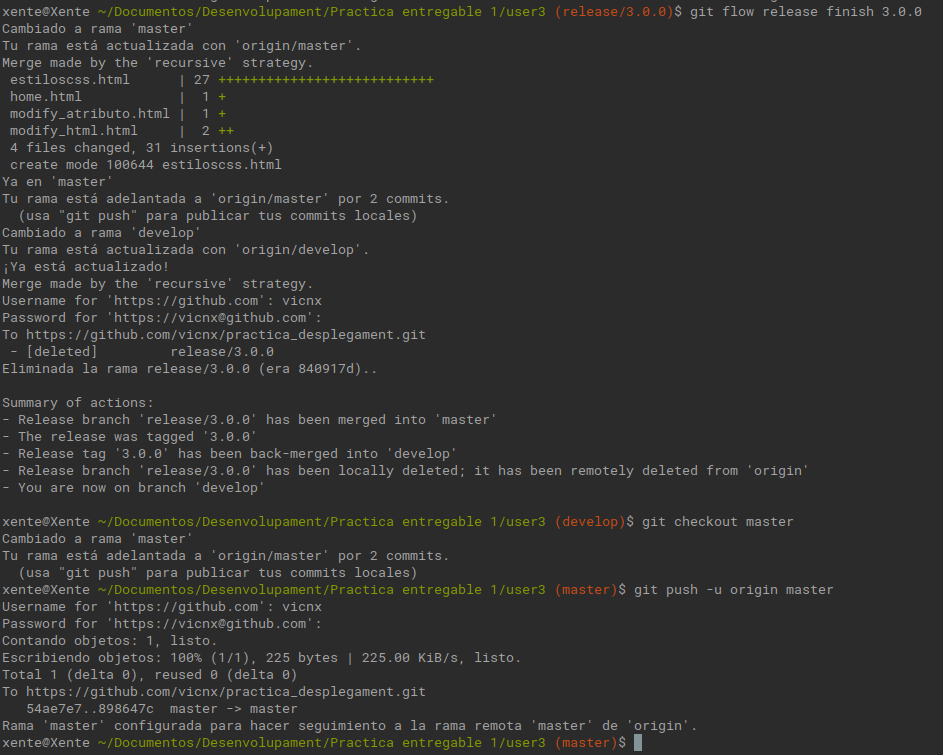 xente@Xente ~/Documentos/Desenvolupament/Practica entregable 1/user3 (release/3.0.0)$ git flow release finish 3.0.0
Cambiado a rama 'master'
Tu rama está actualizada con 'origin/master'.
Merge made by the 'recursive' strategy.
 estiloscss.html      | 27 +++++++++++++++++++++++++++
 home.html            |  1 +
 modify_atributo.html |  1 +
 modify_html.html     |  2 ++
 4 files changed, 31 insertions(+)
 create mode 100644 estiloscss.html
Ya en 'master'
Tu rama está adelantada a 'origin/master' por 2 commits.
  (usa "git push" para publicar tus commits locales)
Cambiado a rama 'develop'
Tu rama está actualizada con 'origin/develop'.
¡Ya está actualizado!
Merge made by the 'recursive' strategy.
Username for 'https://github.com': vicnx
Password for 'https://vicnx@github.com':
To https://github.com/vicnx/practica_desplegament.git
 - [deleted]         release/3.0.0
Eliminada la rama release/3.0.0 (era 840917d)..

Summary of actions:
- Release branch 'release/3.0.0' has been merged into 'master'
- The release was tagged '3.0.0'
- Release tag '3.0.0' has been back-merged into 'develop'
- Release branch 'release/3.0.0' has been locally deleted; it has been remotely deleted from 'origin'
- You are now on branch 'develop'

xente@Xente ~/Documentos/Desenvolupament/Practica entregable 1/user3 (develop)$ git checkout master
Cambiado a rama 'master'
Tu rama está adelantada a 'origin/master' por 2 commits.
  (usa "git push" para publicar tus commits locales)
xente@Xente ~/Documentos/Desenvolupament/Practica entregable 1/user3 (master)$ git push -u origin master
Username for 'https://github.com': vicnx
Password for 'https://vicnx@github.com':
Contando objetos: 1, listo.
Escribiendo objetos: 100% (1/1), 225 bytes | 225.00 KiB/s, listo.
Total 1 (delta 0), reused 0 (delta 0)
To https://github.com/vicnx/practica_desplegament.git
   54ae7e7..898647c  master -> master
Rama 'master' configurada para hacer seguimiento a la rama remota 'master' de 'origin'.
xente@Xente ~/Documentos/Desenvolupament/Practica entregable 1/user3 (master)$